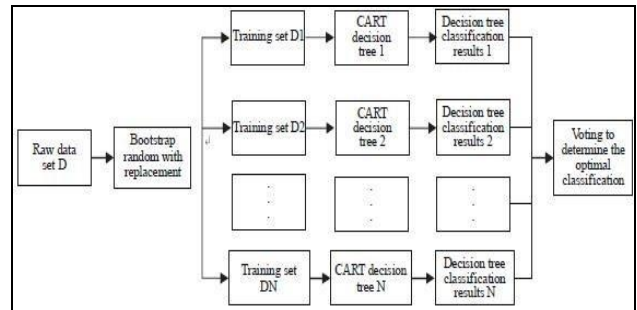 Raw data
set D
Bootstrap
random with
replacement
Training set D1
CART
decision
tree 1
Decision tree
classification
results 1
Training set D2
CART
decision
tree 2
Decision tree
classification
results 2
.
.
.
.
.
.
.
.
.
Training set
DN
CART decision
tree N
Decision tree
classification
results N
Voting to
determine the
optimal
classification